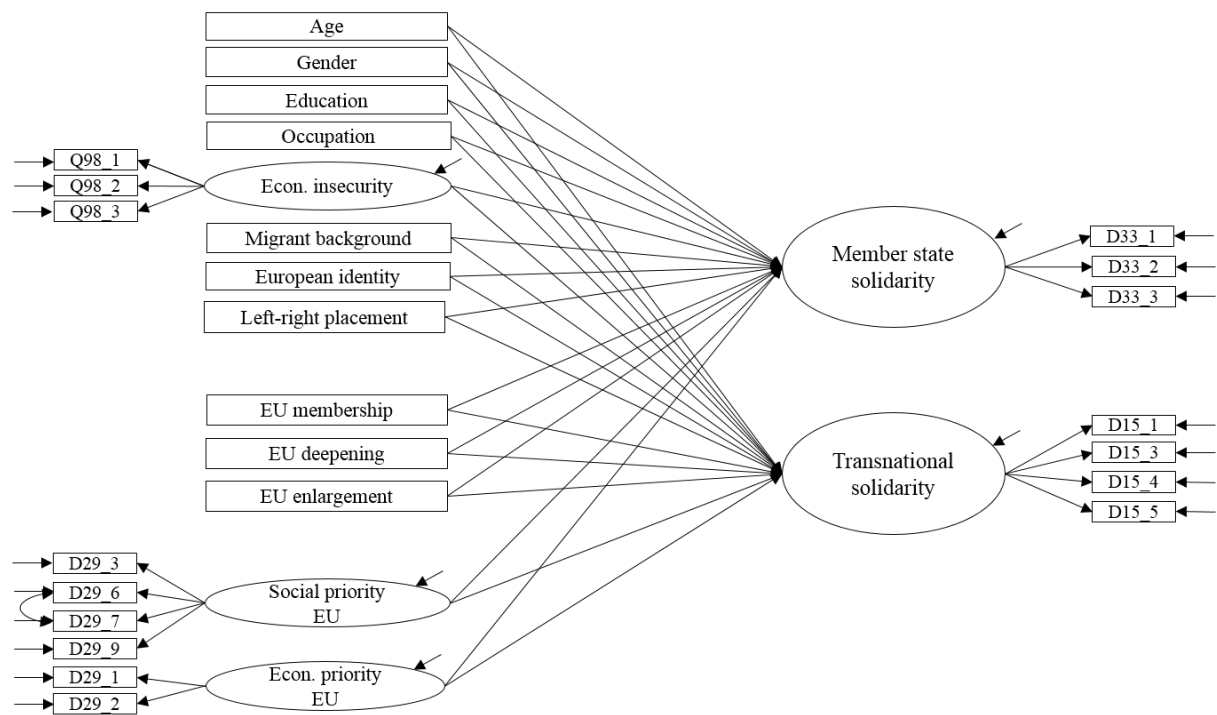 Age
Gender
Education
Occupation
Q98_1
Q98_2
Q98_3
Econ. insecurity
Migrant background
European identity
Left-right placement
EU membership
EU deepening
EU enlargement
D29_3
D29_6
D29_7
D29_9
D29_1
D29_2
Social priority
EU
Econ. priority
EU
Member state
solidarity
D33_1
D33_2
D33_3
Transnational
solidarity
D15_1
D15_3
D15_4
D15_5